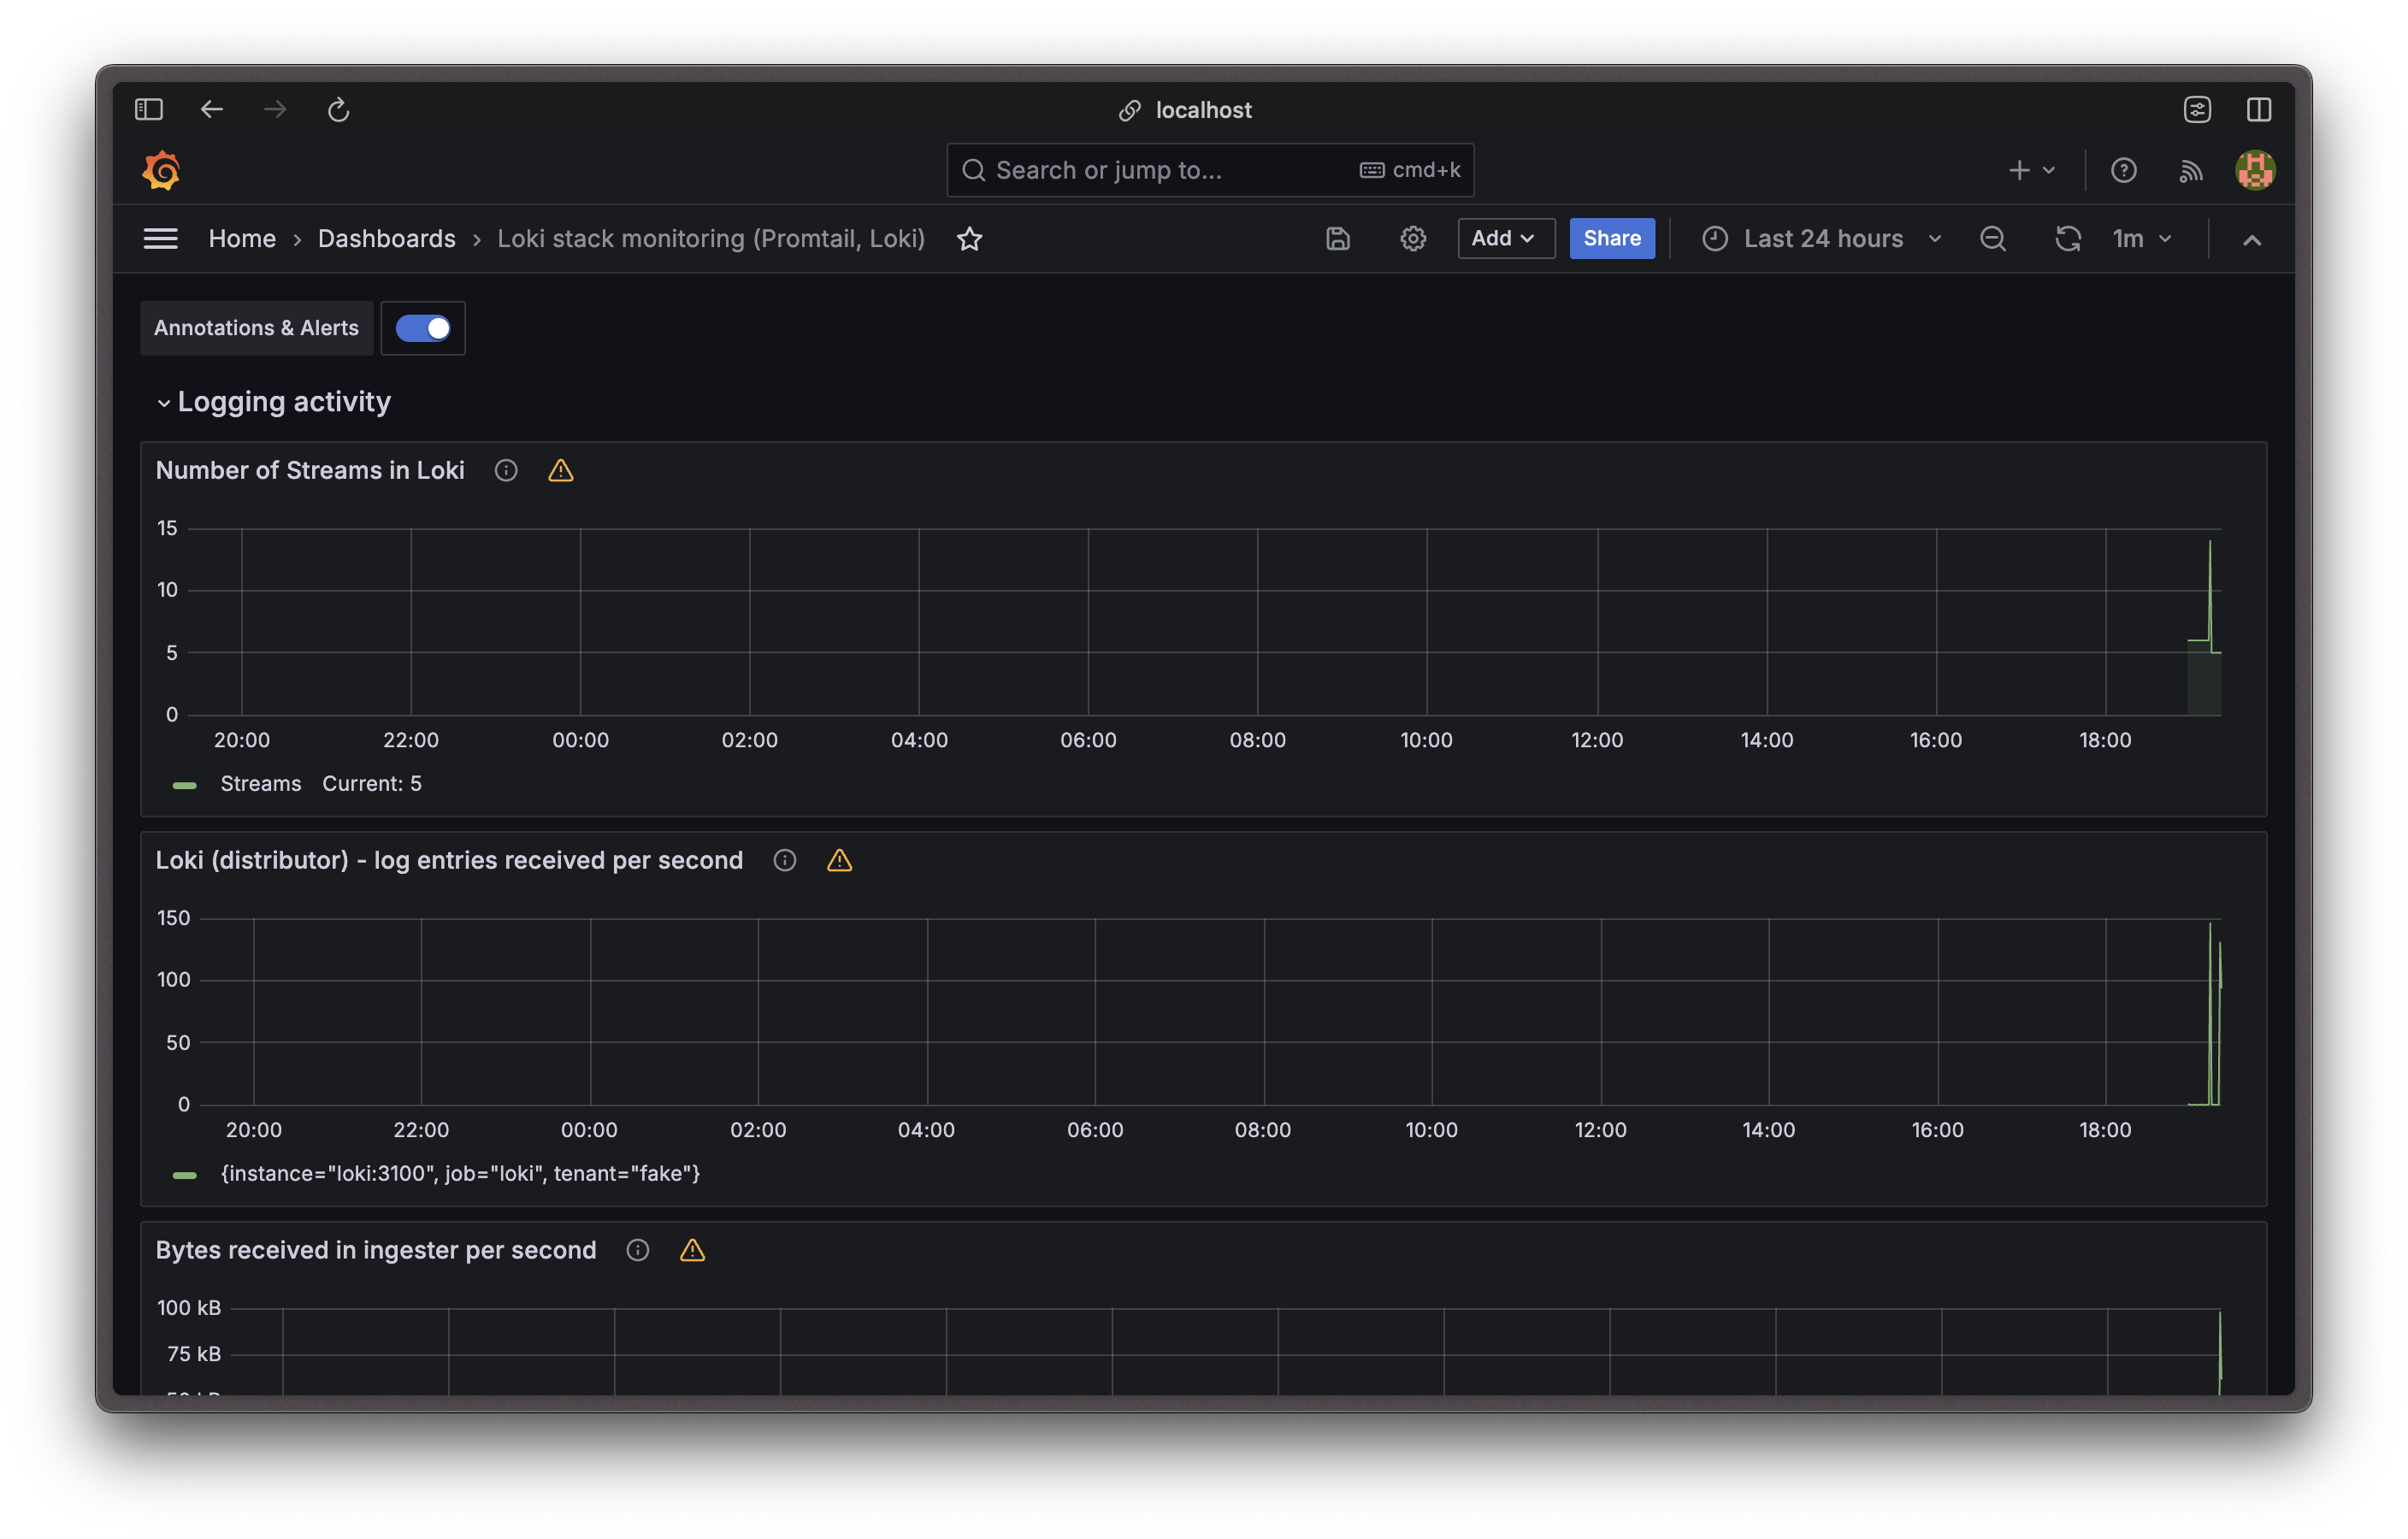 localhost
Search or jump to... cmd+k
Home › Dashboards › Loki stack monitoring (Promtail, Loki) Add Share Last 24 hours 1m
Annotations & Alerts
Logging activity
Number of Streams in Loki
15
10
5
0
20:00 22:00 00:00 02:00 04:00 06:00 08:00 10:00 12:00 14:00 16:00 18:00
Streams Current: 5
Loki (distributor) - log entries received per second
150
100
50
0
20:00 22:00 00:00 02:00 04:00 06:00 08:00 10:00 12:00 14:00 16:00 18:00
{instance="loki:3100", job="loki", tenant="fake"}
Bytes received in ingester per second
100 kB
75 kB